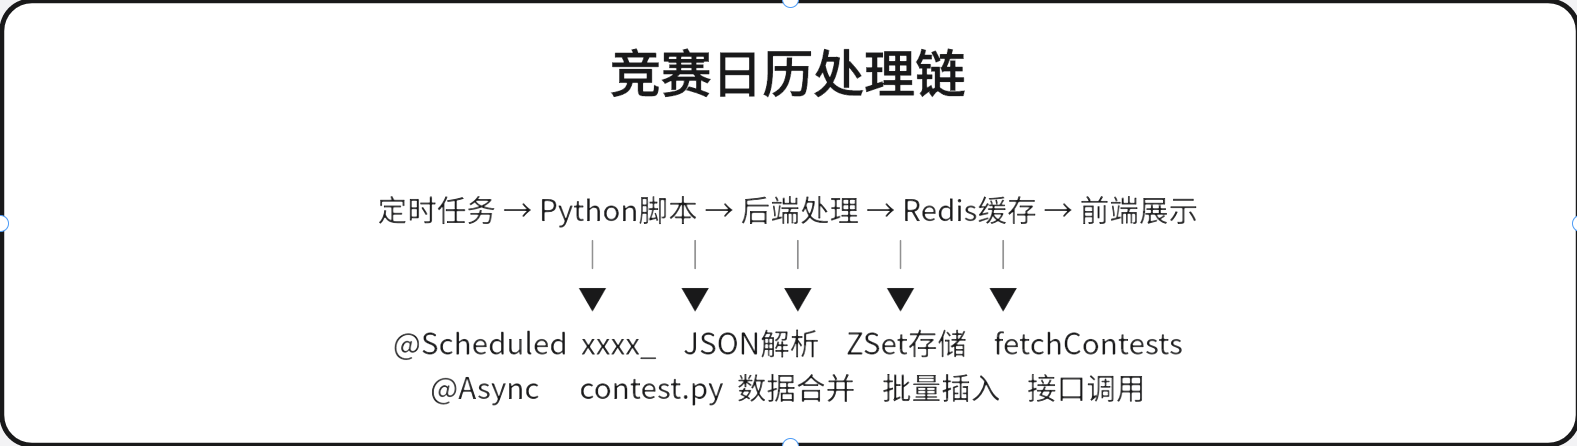 竞赛日历处理链
定时任务 → Python脚本 → 后端处理 → Redis缓存 → 前端展示
│ │ │ │ │
▼ ▼ ▼ ▼ ▼
@Scheduled xxxx_ JSON解析 ZSet存储 fetchContests
@Async contest.py 数据合并 批量插入 接口调用